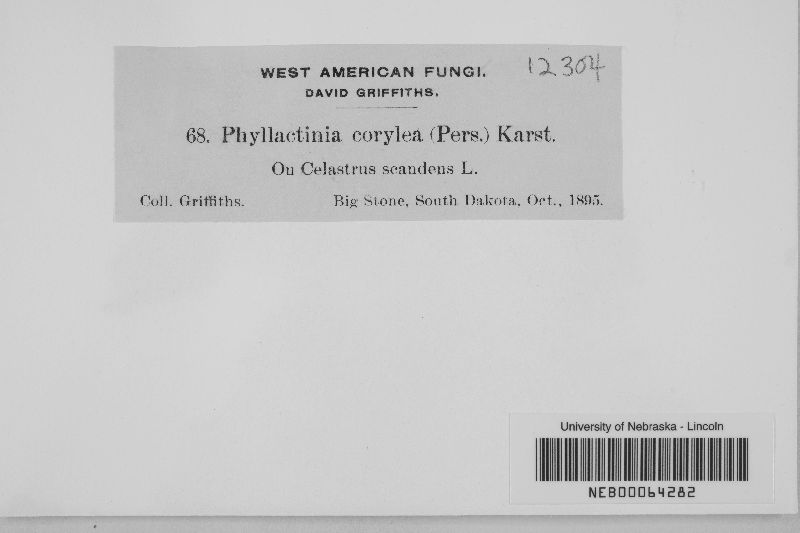 WEST AMERICAN FUNGI.
12304
DAVID GRIFFITHS.
68. Phyllactinia corylea (Pers.) Karst.
On Celastrus scandens L.
Coll. Griffiths. Big Stone, South Dakota, Oct., 1895.
University of Nebraska - Lincoln
NEB00064282